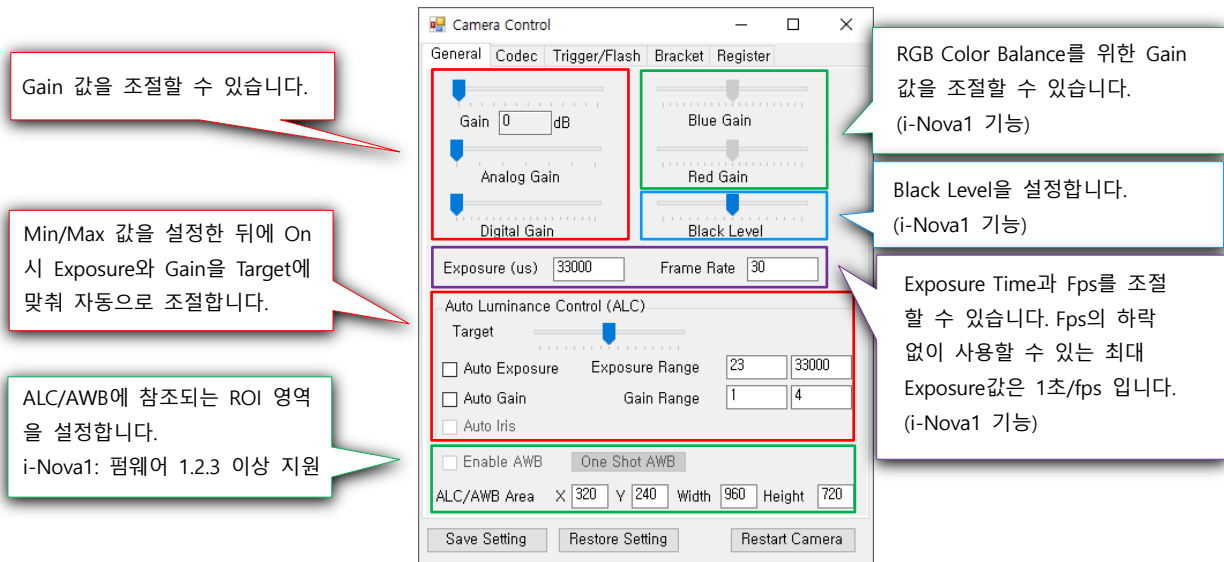 Camera Control
General Codec Trigger/Flash Bracket Register
Gain 값을 조절할 수 있습니다.
Gain 0 dB
Analog Gain
Digital Gain
Blue Gain
Red Gain
Black Level
RGB Color Balance를 위한 Gain
값을 조절할 수 있습니다.
(i-Nova1 기능)
Black Level을 설정합니다.
(i-Nova1 기능)
Min/Max 값을 설정한 뒤에 On
시 Exposure와 Gain을 Target에
맞춰 자동으로 조절합니다.
Exposure (us) 33000 Frame Rate 30
Exposure Time과 Fps를 조절
할 수 있습니다. Fps의 하락
없이 사용할 수 있는 최대
Exposure값은 1초/fps 입니다.
(i-Nova1 기능)
Auto Luminance Control (ALC)
Target
Auto Exposure Exposure Range 23 33000
Auto Gain Gain Range 1 4
Auto Iris
ALC/AWB에 참조되는 ROI 영역
을 설정합니다.
i-Nova1: 펌웨어 1.2.3 이상 지원
Enable AWB One Shot AWB
ALC/AWB Area X 320 Y 240 Width 960 Height 720
Save Setting Restore Setting Restart Camera